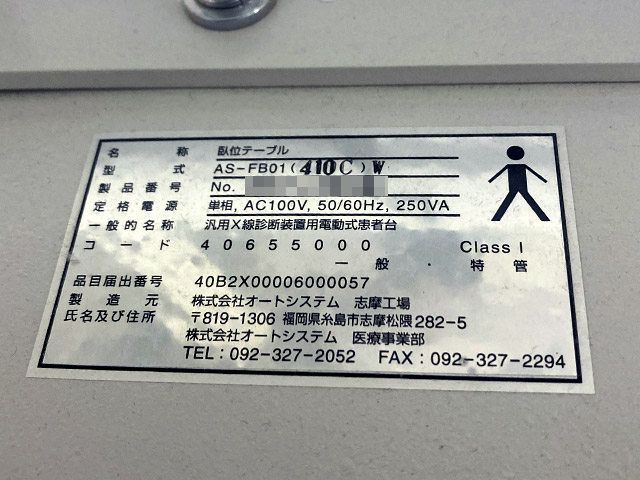 名称 臥位テーブル
型式 AS-FB01(410C)W
製品番号 No.
定格電源 単相, AC100V, 50/60Hz, 250VA
一般的名称 汎用X線診断装置用電動式患者台
コード 40655000 Class I
一般・特管
品目届出番号 40B2X00006000057
製造元 株式会社オートシステム 志摩工場
氏名及び住所 〒819-1306 福岡県糸島市志摩松隈282-5
株式会社オートシステム 医療事業部
TEL：092-327-2052 FAX：092-327-2294